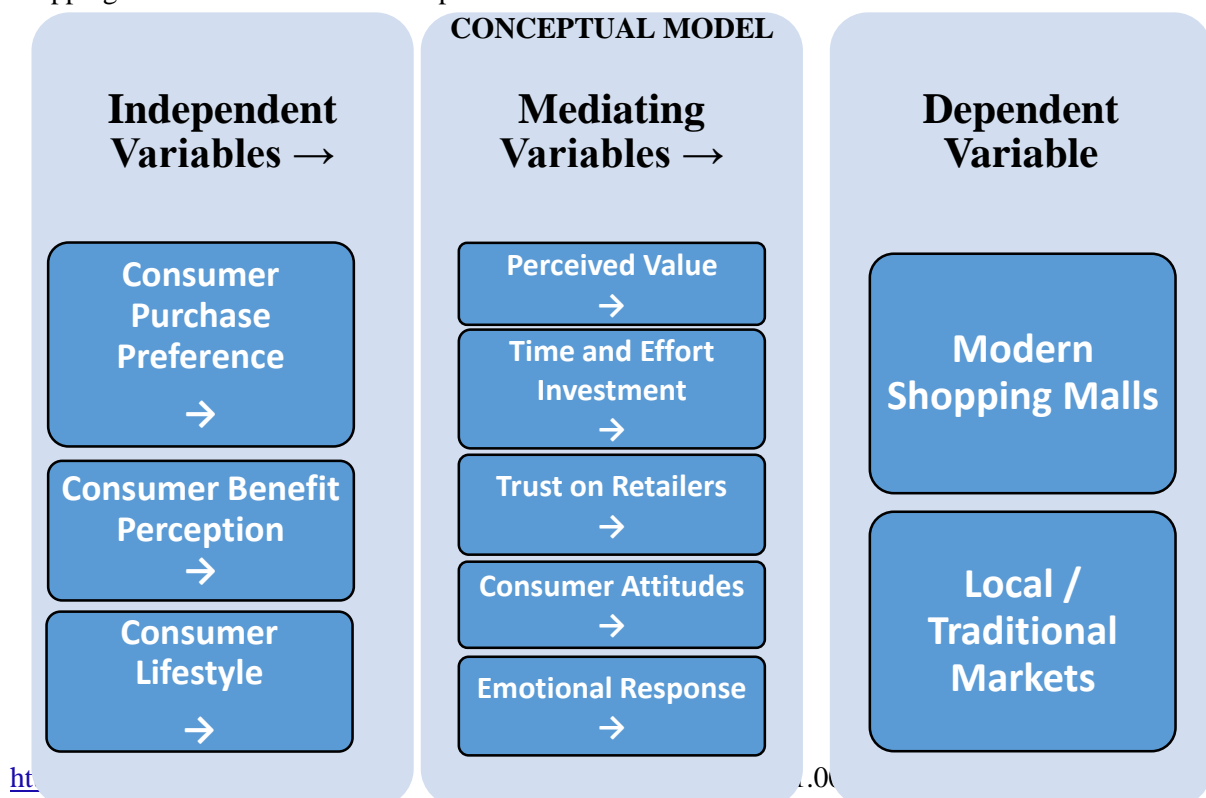 CONCEPTUAL MODEL
Independent
Variables →
Consumer
Purchase
Preference
→
Consumer Benefit
Perception
→
Consumer
Lifestyle
→
Mediating
Variables →
Perceived Value
→
Time and Effort
Investment
→
Trust on Retailers
→
Consumer Attitudes
→
Emotional Response
→
Dependent
Variable
Modern
Shopping Malls
Local /
Traditional
Markets
ht